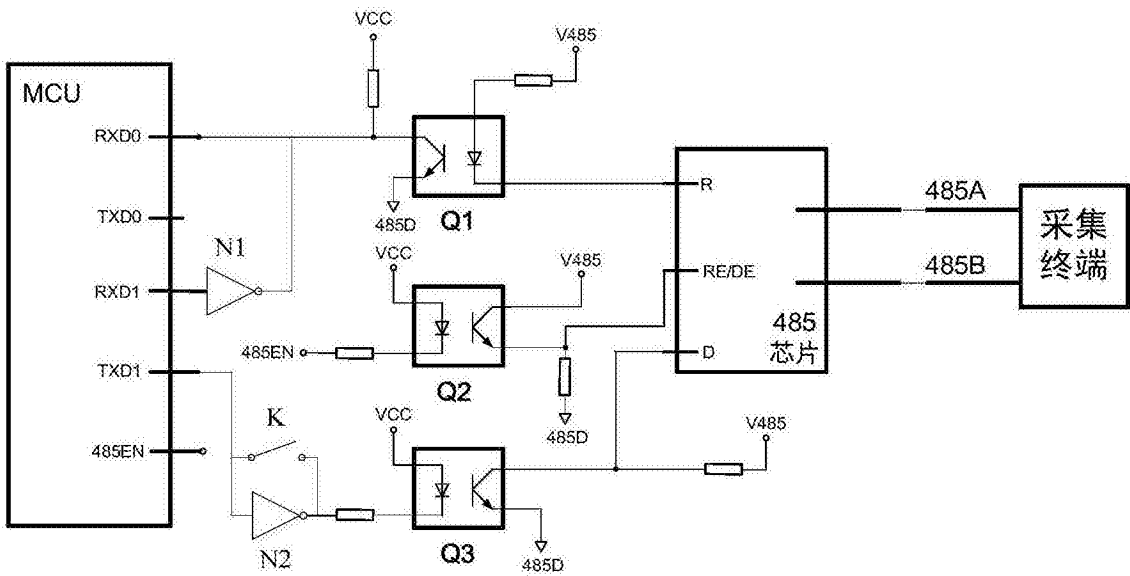 VCC
V485
MCU
RXD0
R
485A
485D
Q1
TXD0
采集
终端
N1
VCC
V485
RE/DE
485B
RXD1
485
芯片
485EN
D
TXD1
Q2
K
VCC
485D
V485
485EN
N2
Q3
485D